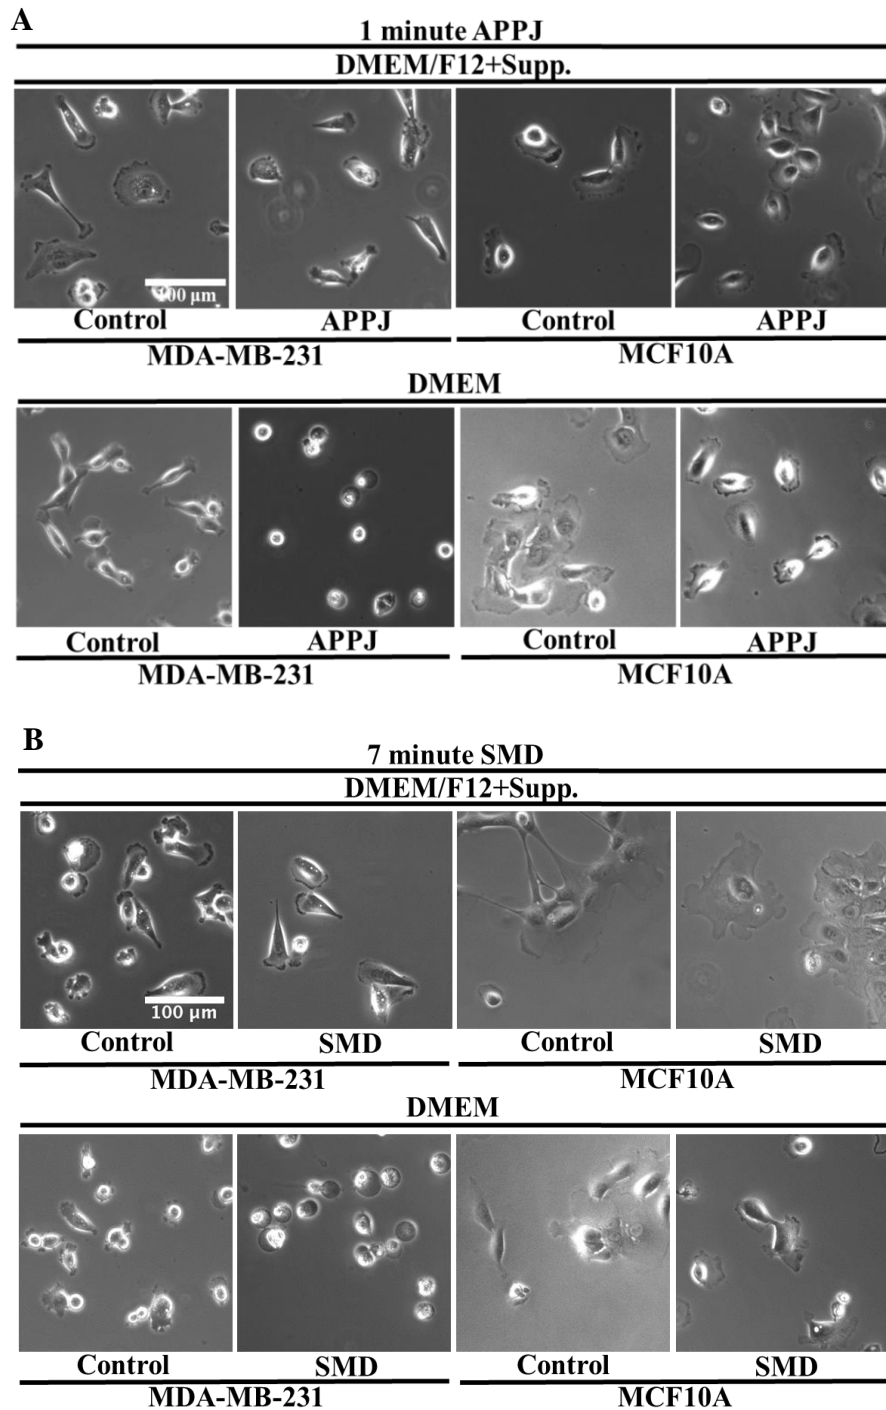 A
1 minute APPJ
DMEM/F12+Supp.
100 µm
Control APPJ Control APPJ
MDA-MB-231 MCF10A
DMEM
Control APPJ Control APPJ
MDA-MB-231 MCF10A
B
7 minute SMD
DMEM/F12+Supp.
100 µm
Control SMD Control SMD
MDA-MB-231 MCF10A
DMEM
Control SMD Control SMD
MDA-MB-231 MCF10A